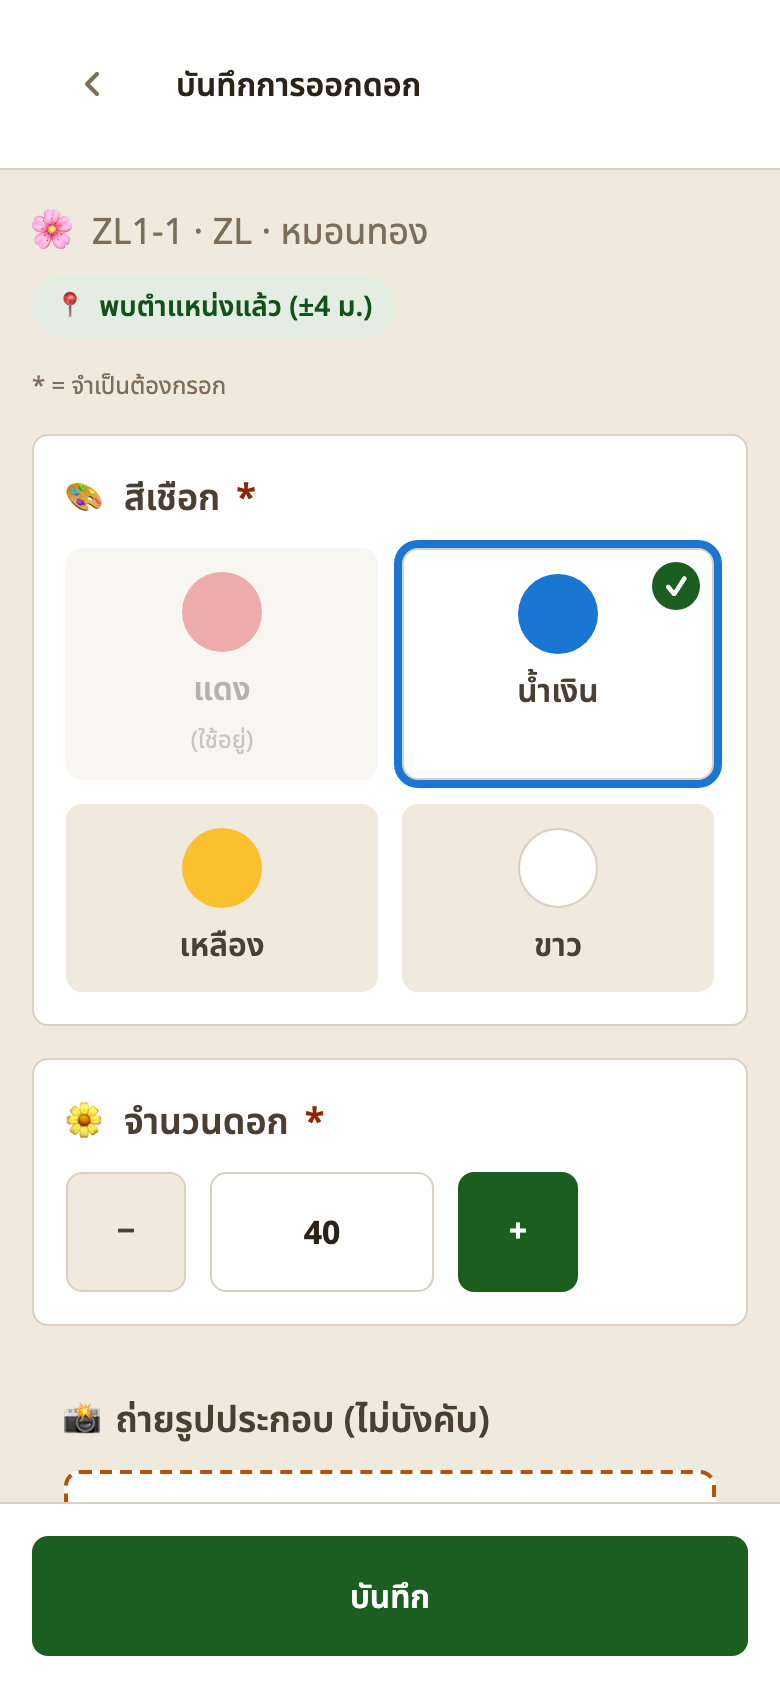 บันทึกการออกดอก
ZL1-1 · ZL · หมอนทอง
พบตำแหน่งแล้ว (±4 ม.)
* = จำเป็นต้องกรอก
สีเชือก *
แดง
(ใช้อยู่)
น้ำเงิน
เหลือง
ขาว
จำนวนดอก *
−
40
+
ถ่ายรูปประกอบ (ไม่บังคับ)
บันทึก